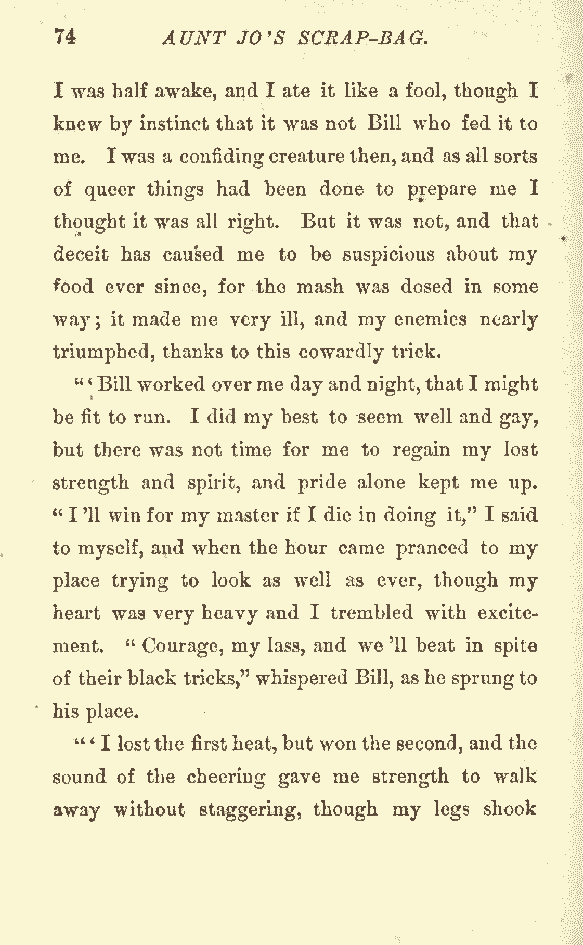 74 AUNT JO'S SCRAP-BAG.
I was half awake, and I ate it like a fool, though I
knew by instinct that it was not Bill who fed it to
me. I was a confiding creature then, and as all sorts
of queer things had been done to prepare me I
thought it was all right. But it was not, and that
deceit has caused me to be suspicious about my
food ever since, for the mash was dosed in some
way; it made me very ill, and my enemies nearly
triumphed, thanks to this cowardly trick.
"'Bill worked over me day and night, that I might
be fit to run. I did my best to seem well and gay,
but there was not time for me to regain my lost
strength and spirit, and pride alone kept me up.
"I'll win for my master if I die in doing it," I said
to myself, and when the hour came pranced to my
place trying to look as well as ever, though my
heart was very heavy and I trembled with excite-
ment. "Courage, my lass, and we'll beat in spite
of their black tricks," whispered Bill, as he sprung to
his place.
"'I lost the first heat, but won the second, and the
sound of the cheering gave me strength to walk
away without staggering, though my legs shook